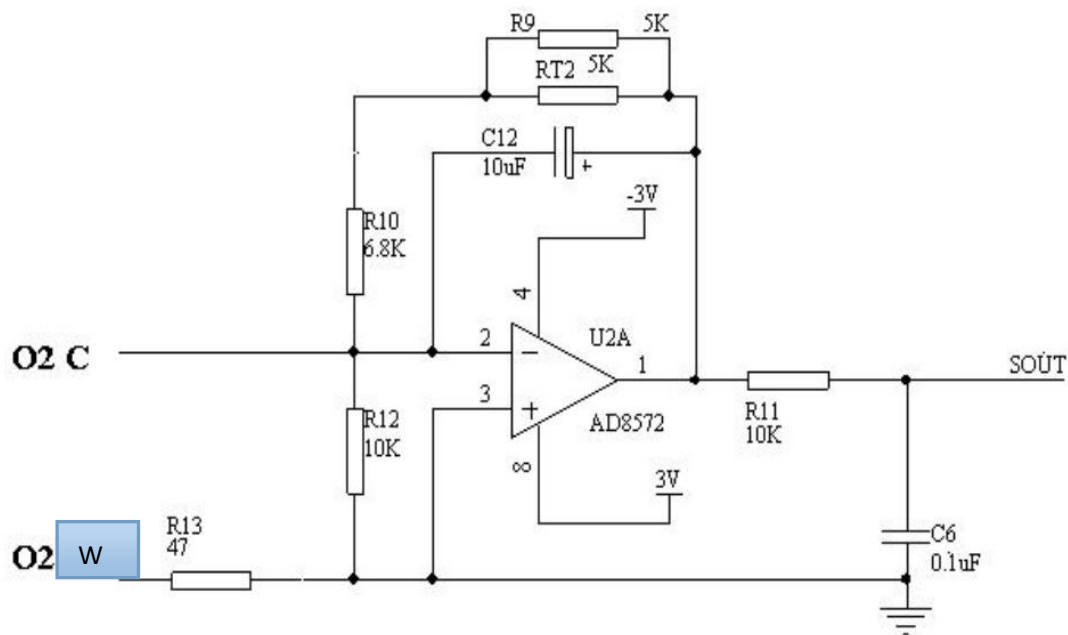 R9 5K
RT2 5K
C12
10uF +
-3V
R10
6.8K
4
2 U2A
O2 C − 1 SOUT
3
R12 + R11
10K AD8572 10K
8
3V
R13
47
O2 W
C6
0.1uF